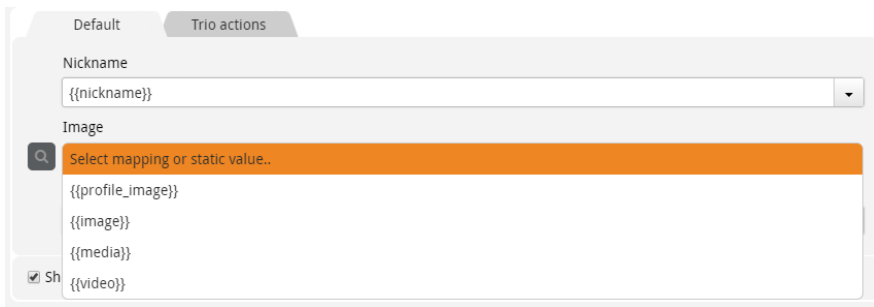 Default
Trio actions
Nickname
{{nickname}}
Image
Select mapping or static value..
{{profile_image}}
{{image}}
{{media}}
Sh
{{video}}